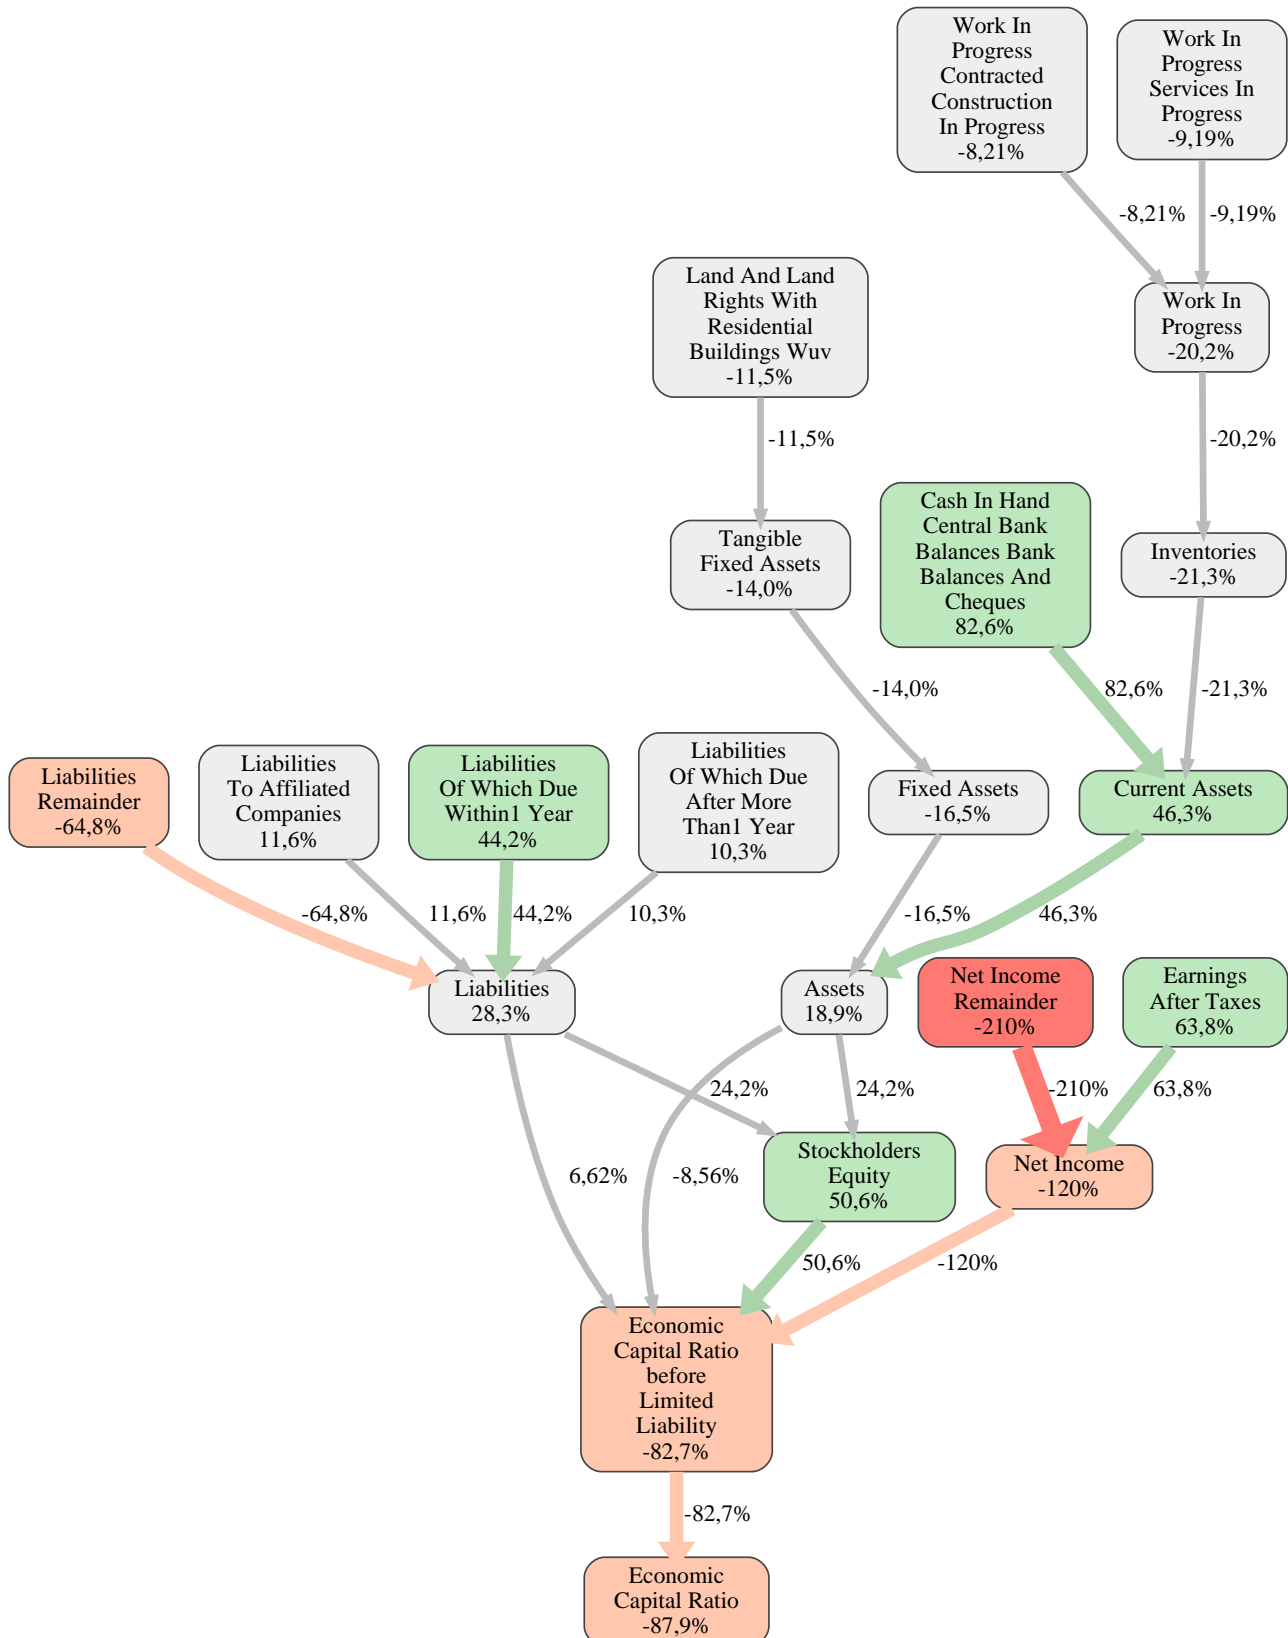 Work In
Progress
Contracted
Construction
In Progress
-8,21%
Work In
Progress
Services In
Progress
-9,19%
-8,21%
-9,19%
Land And Land
Rights With
Residential
Buildings Wuv
-11,5%
Work In
Progress
-20,2%
-11,5%
-20,2%
Cash In Hand
Central Bank
Balances Bank
Balances And
Cheques
82,6%
Tangible
Fixed Assets
-14,0%
Inventories
-21,3%
-14,0%
82,6%
-21,3%
Liabilities
Remainder
-64,8%
Liabilities
To Affiliated
Companies
11,6%
Liabilities
Of Which Due
Within1 Year
44,2%
Liabilities
Of Which Due
After More
Than1 Year
10,3%
Fixed Assets
-16,5%
Current Assets
46,3%
-64,8%
11,6%
44,2%
10,3%
-16,5%
46,3%
Liabilities
28,3%
Assets
18,9%
Net Income
Remainder
-210%
Earnings
After Taxes
63,8%
24,2%
24,2%
-210%
63,8%
Stockholders
Equity
50,6%
Net Income
-120%
6,62%
-8,56%
50,6%
-120%
Economic
Capital Ratio
before
Limited
Liability
-82,7%
-82,7%
Economic
Capital Ratio
-87,9%